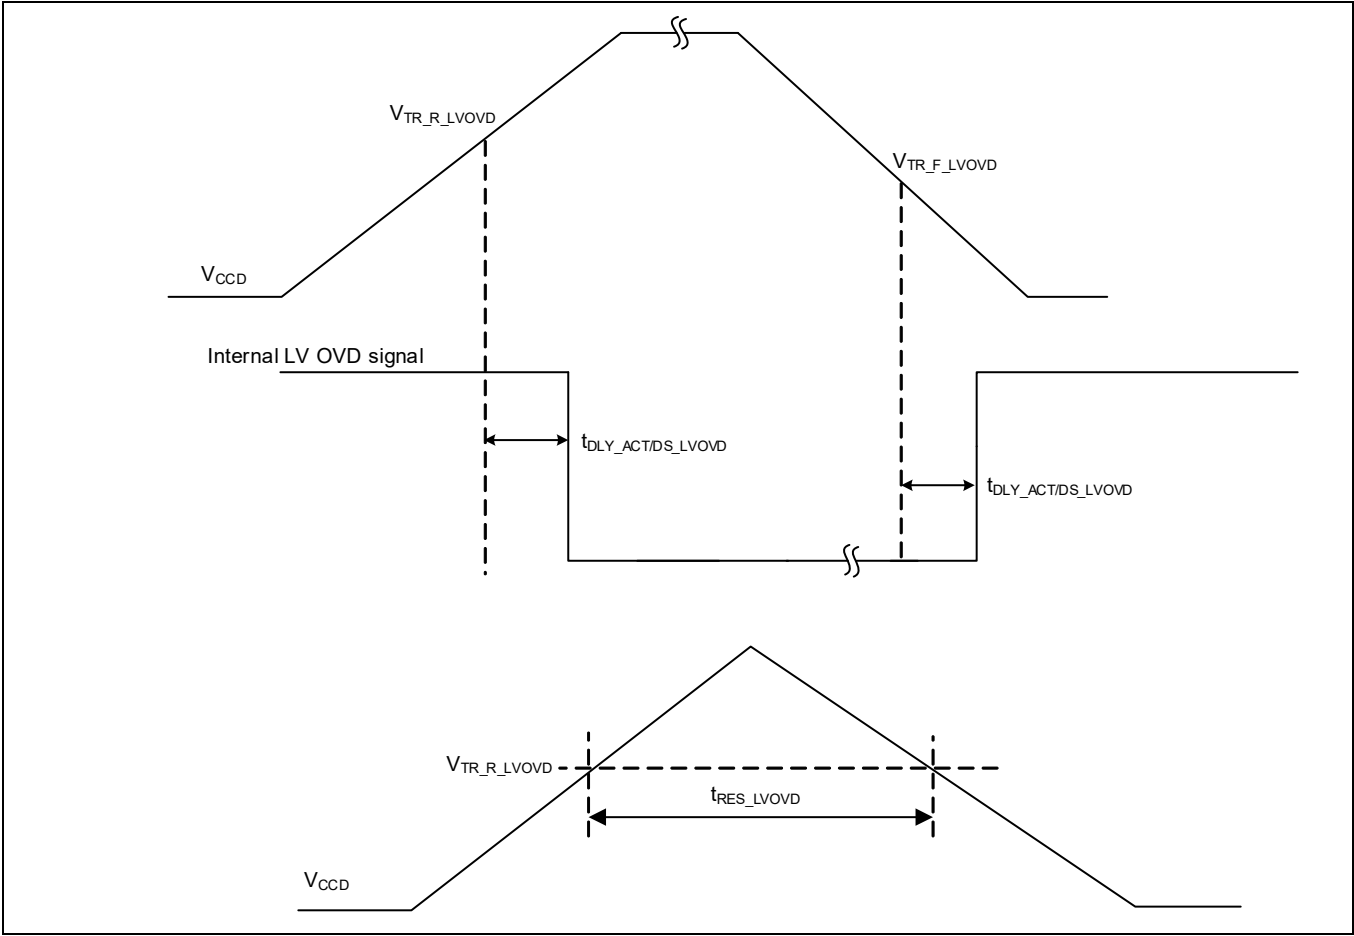 VTR_R_LVOVD
VTR_F_LVOVD
VCCD
Internal LV OVD signal
tDLY_ACT/DS_LVOVD
tDLY_ACT/DS_LVOVD
VTR_R_LVOVD
tRES_LVOVD
VCCD